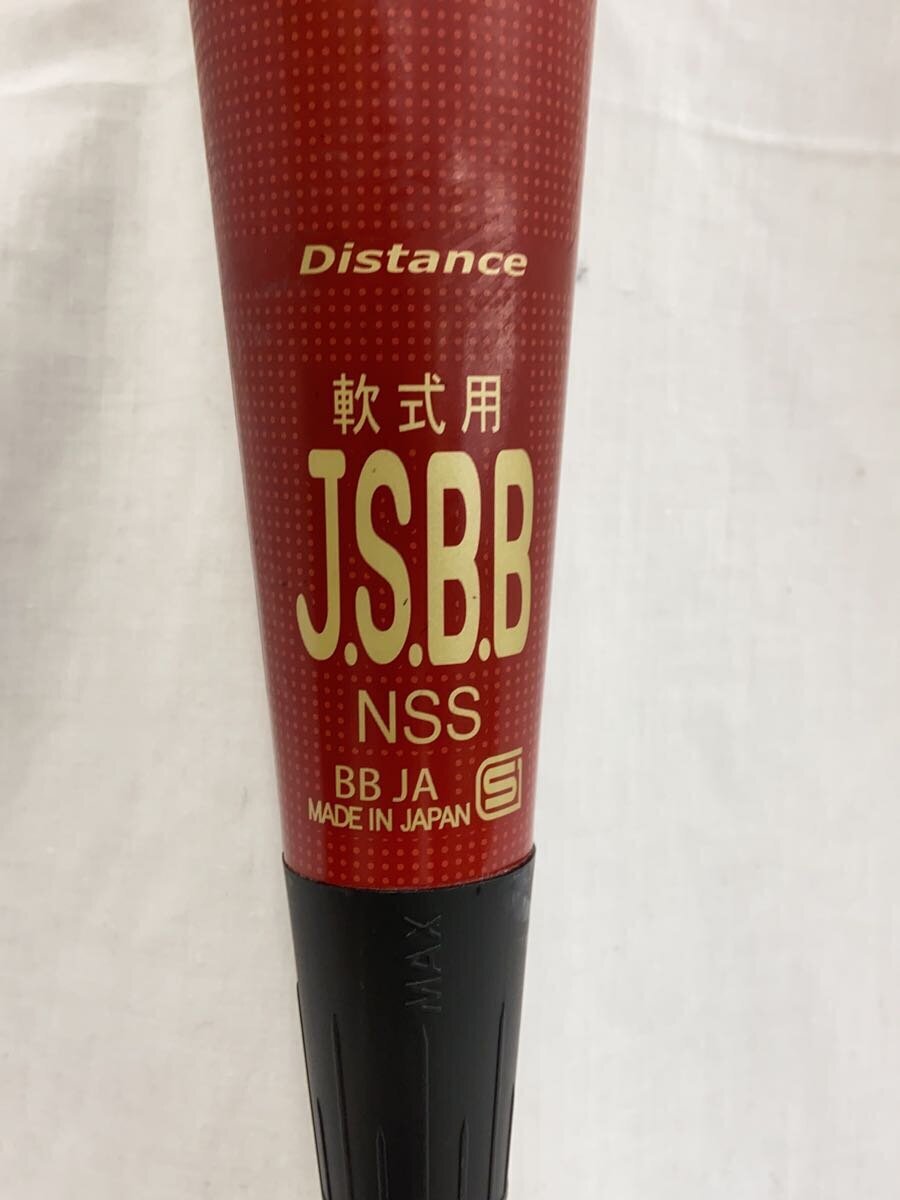 Distance
軟式用
J.S.B.B
NSS
BB JA
MADE IN JAPAN
S
MAX